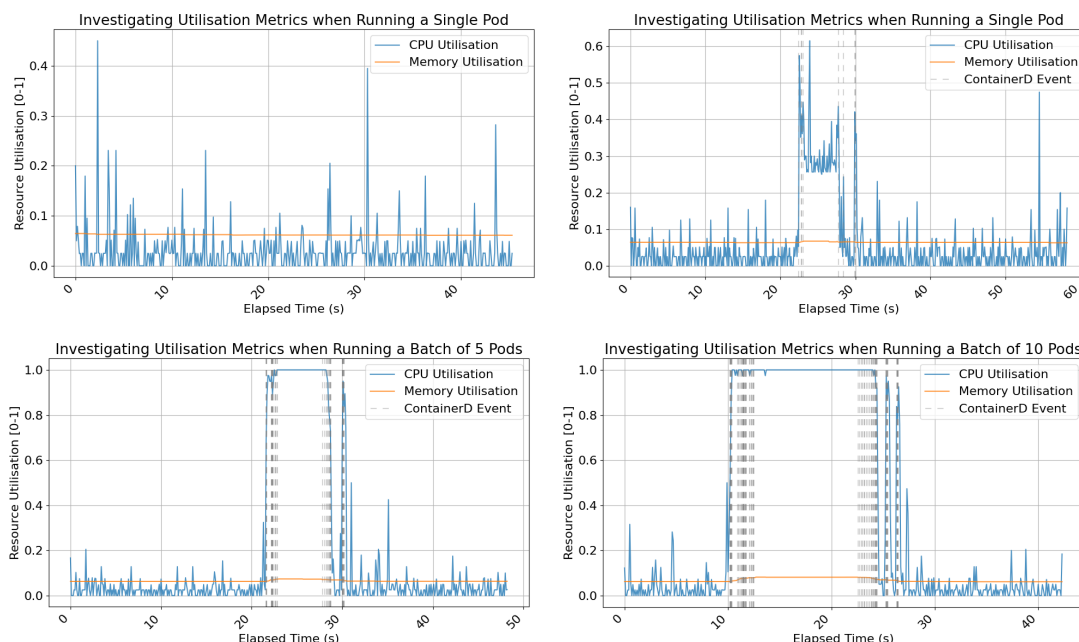 Investigating Utilisation Metrics when Running a Single Pod
Resource Utilisation [0-1]
0.4
0.3
0.2
0.1
0.0
CPU Utilisation
Memory Utilisation
0
10
20
30
40
Elapsed Time (s)
Investigating Utilisation Metrics when Running a Single Pod
Resource Utilisation [0-1]
0.6
0.5
0.4
0.3
0.2
0.1
0.0
CPU Utilisation
Memory Utilisation
ContainerD Event
0
10
20
30
40
50
60
Elapsed Time (s)
Investigating Utilisation Metrics when Running a Batch of 5 Pods
Resource Utilisation [0-1]
1.0
0.8
0.6
0.4
0.2
0.0
CPU Utilisation
Memory Utilisation
ContainerD Event
0
10
20
30
40
50
Elapsed Time (s)
Investigating Utilisation Metrics when Running a Batch of 10 Pods
Resource Utilisation [0-1]
1.0
0.8
0.6
0.4
0.2
0.0
CPU Utilisation
Memory Utilisation
ContainerD Event
0
10
20
30
40
Elapsed Time (s)